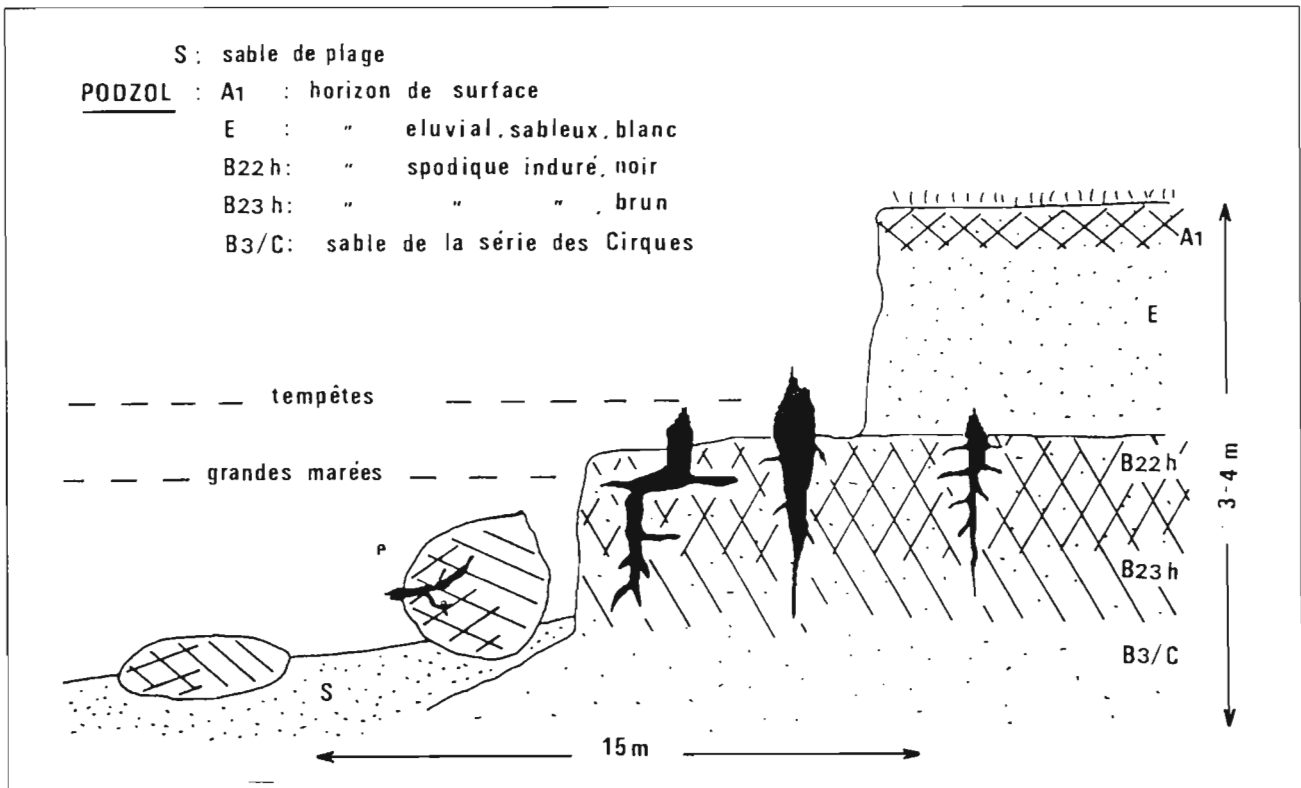 S : sable de plage
PODZOL : A1 : horizon de surface
E : " eluvial, sableux, blanc
B22 h : " spodique induré, noir
B23 h : " " " , brun
B3/C : sable de la série des Cirques
A1
E
tempêtes
grandes marées
B22 h
3-4 m
P
B23 h
B3/C
S
15 m